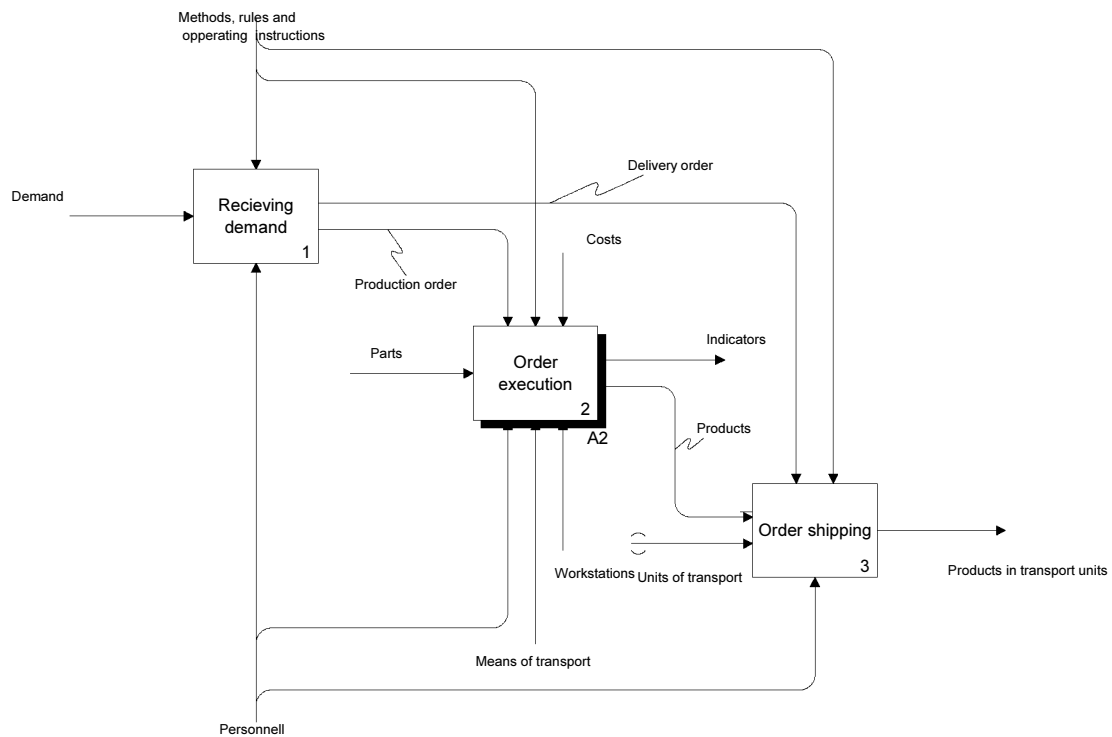 Methods, rules and
opperating instructions
Delivery order
Demand
Recieving
demand
1
Costs
Production order
Indicators
Parts
Order
execution
2
A2
Products
Order shipping
3
Workstations
Units of transport
Products in transport units
Means of transport
Personnell